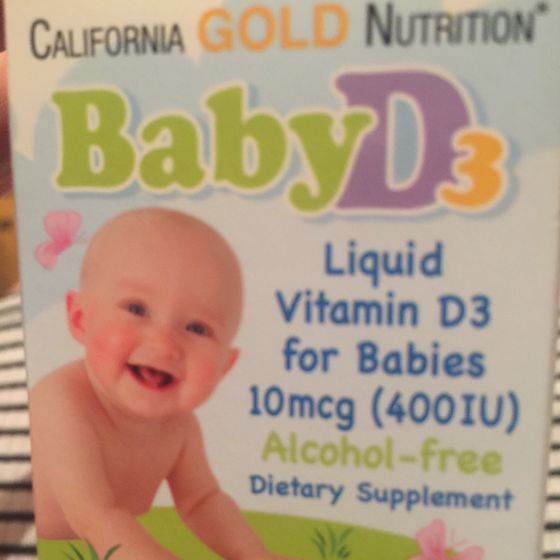 CALIFORNIA GOLD NUTRITION*
BabyD3
Liquid
Vitamin D3
for Babies
10mcg (400IU)
Alcohol-free
Dietary Supplement